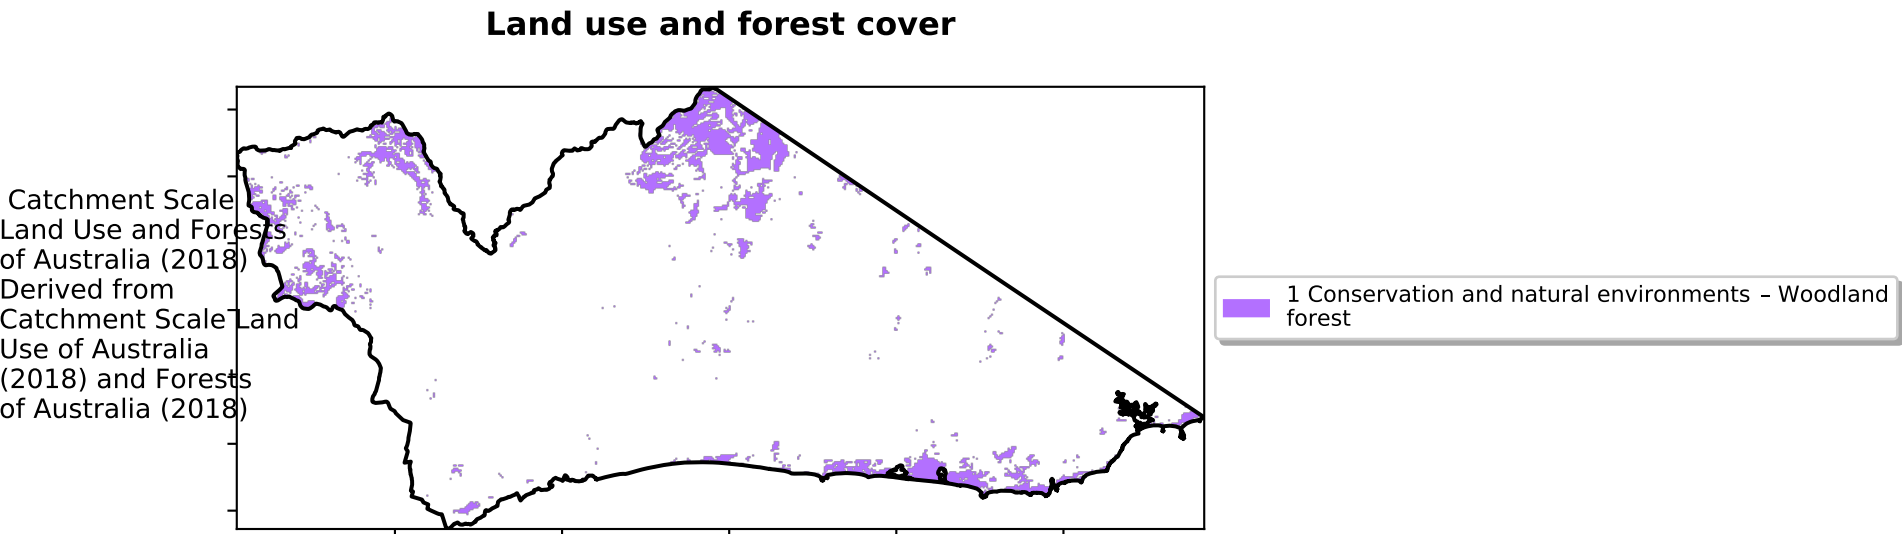 Land use and forest cover
Catchment Scale
Land Use and Forests
of Australia (2018)
Derived from
Catchment Scale Land
Use of Australia
(2018) and Forests
of Australia (2018)
1 Conservation and natural environments – Woodland
forest